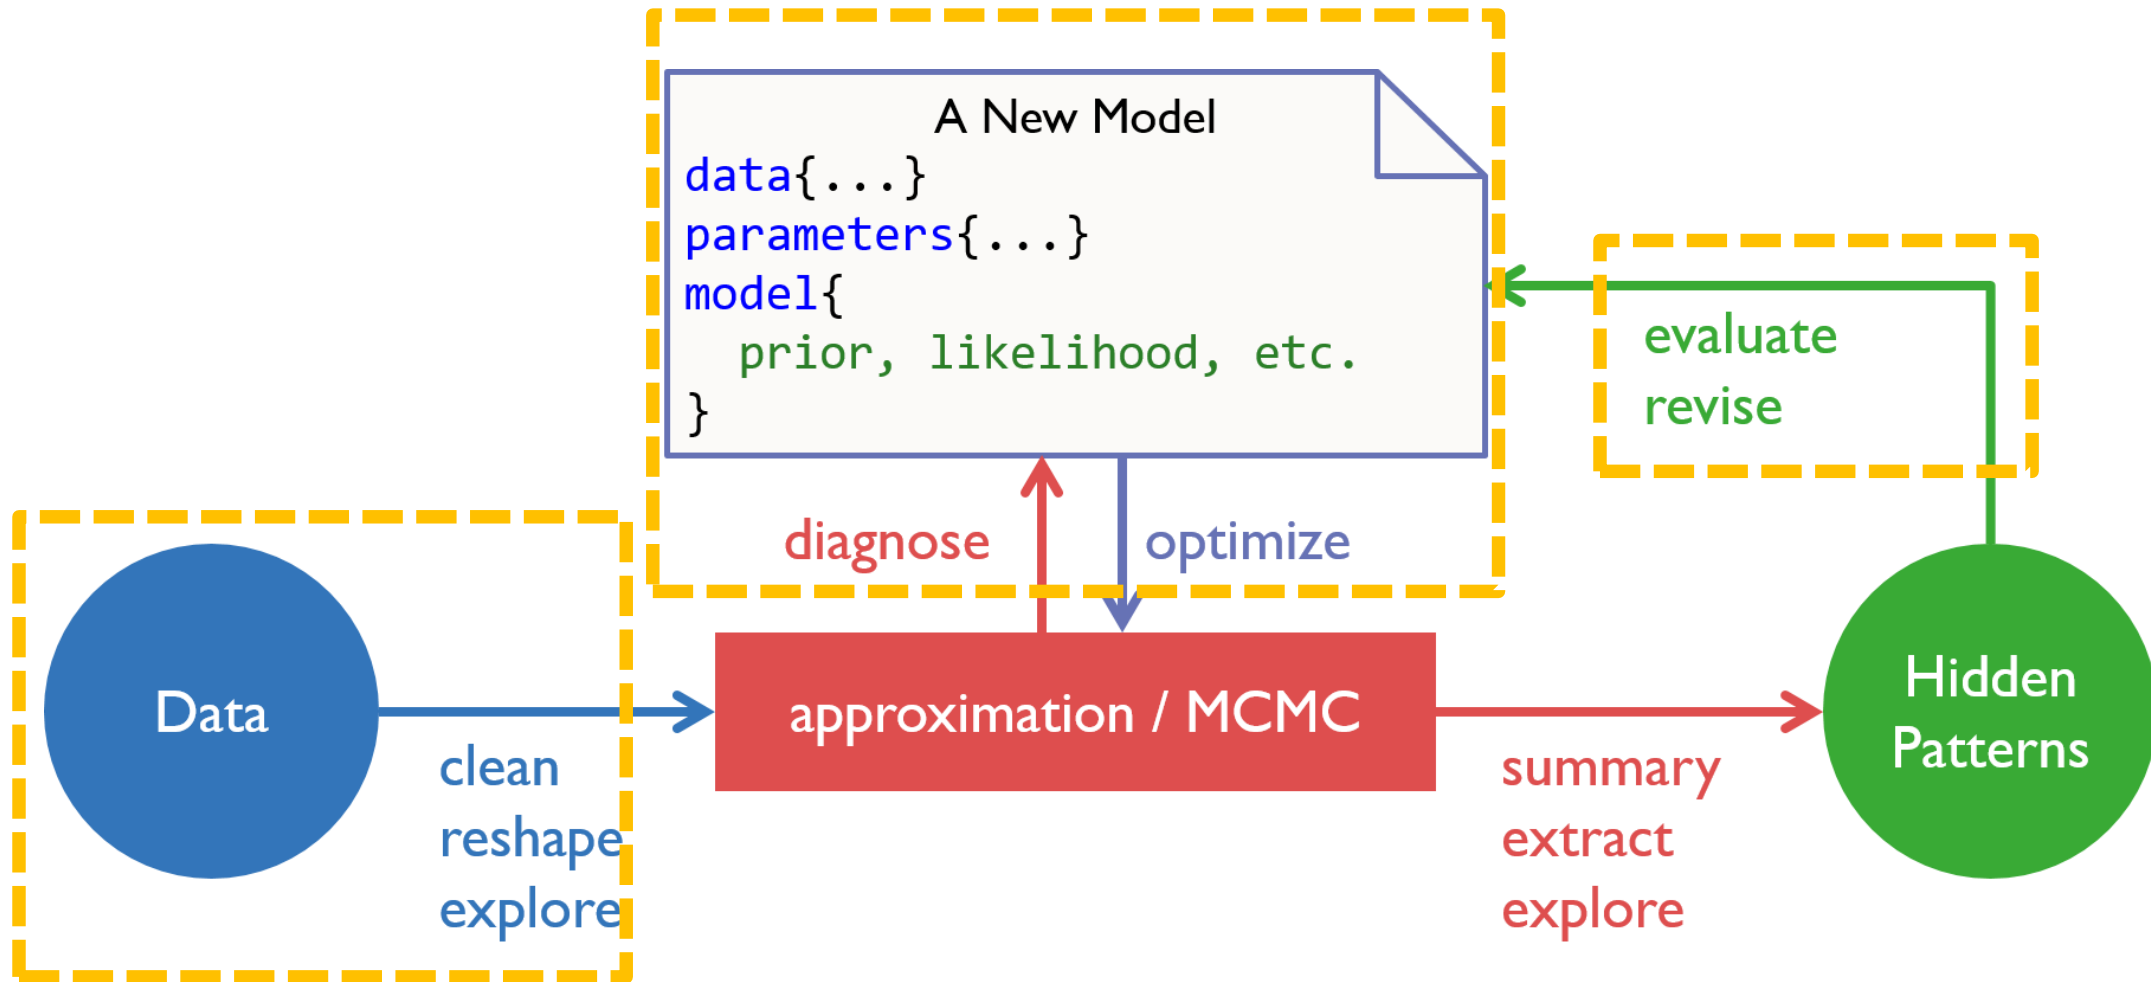 A New Model
data{...}
parameters{...}
model{
  prior, likelihood, etc.
}
evaluate
revise
diagnose
optimize
Data
clean
reshape
explore
approximation / MCMC
summary
extract
explore
Hidden
Patterns